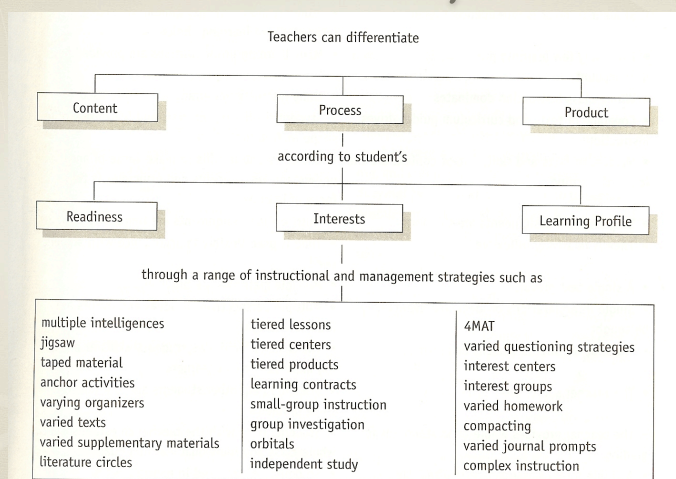 Teachers can differentiate
Content
Process
Product
according to student's
Readiness
Interests
Learning Profile
through a range of instructional and management strategies such as
multiple intelligences
jigsaw
taped material
anchor activities
varying organizers
varied texts
varied supplementary materials
literature circles
tiered lessons
tiered centers
tiered products
learning contracts
small-group instruction
group investigation
orbitals
independent study
4MAT
varied questioning strategies
interest centers
interest groups
varied homework
compacting
varied journal prompts
complex instruction